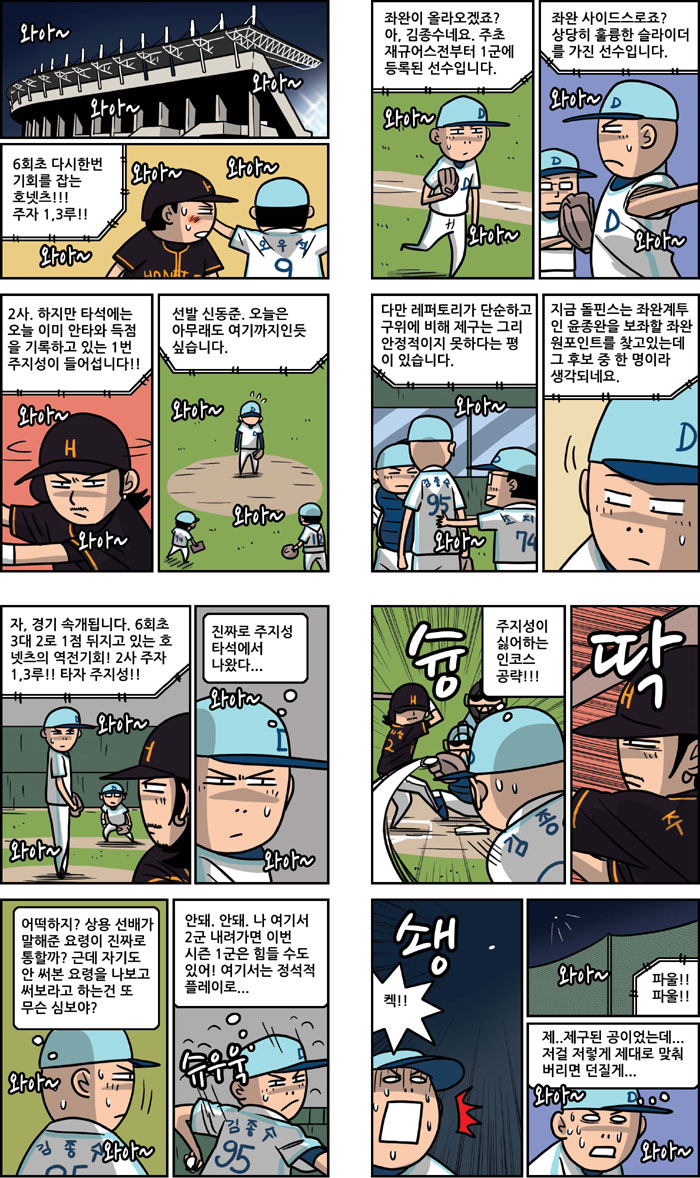 와아~
와아~
와아~
6회초 다시한번
기회를 잡는
호넷츠!!!
주자 1,3루!!
와아~
와아~
와아~
H
오우석
9
2사. 하지만 타석에는
오늘 이미 안타와 득점
을 기록하고 있는 1번
주지성이 들어섭니다!!
와아~
H
와아~
선발 신동준. 오늘은
아무래도 여기까지인듯
싶습니다.
와아~
D
D
와아~
좌완이 올라오겠죠?
아, 김종수네요. 주초
재규어스전부터 1군에
등록된 선수입니다.
D
D
H
와아~
좌완 사이드스로죠?
상당히 훌륭한 슬라이더
를 가진 선수입니다.
와아~
D
D
와아~
다만 레퍼토리가 단순하고
구위에 비해 제구는 그리
안정적이지 못하다는 평
이 있습니다.
와아~
김종수
95
74
와아~
지금 돌핀스는 좌완계투
인 윤종완을 보좌할 좌완
원포인트를 찾고있는데
그 후보 중 한 명이라
생각되네요.
D
자, 경기 속개됩니다. 6회초
3대 2로 1점 뒤지고 있는 호
넷츠의 역전기회! 2사 주자
1,3루!! 타자 주지성!!
와아~
H
와아~
진짜로 주지성
타석에서
나왔다...
와아~
D
와아~
어떡하지? 상용 선배가
말해준 요령이 진짜로
통할까? 근데 자기도
안 써본 요령을 나보고
써보라고 하는건 또
무슨 심보야?
와아~
와아~
김종수
95
안돼. 안돼. 나 여기서
2군 내려가면 이번
시즌 1군은 힘들 수도
있어! 여기서는 정석적
플레이로...
슈우욱
김종수
95
슝
주지성이
싫어하는
인코스
공략!!!
H
2
딱
H
주
쌩
켁!!
와아~
파울!!
파울!!
제..제구된 공이었는데...
저걸 저렇게 제대로 맞춰
버리면 던질게...
와아~
D
와아~